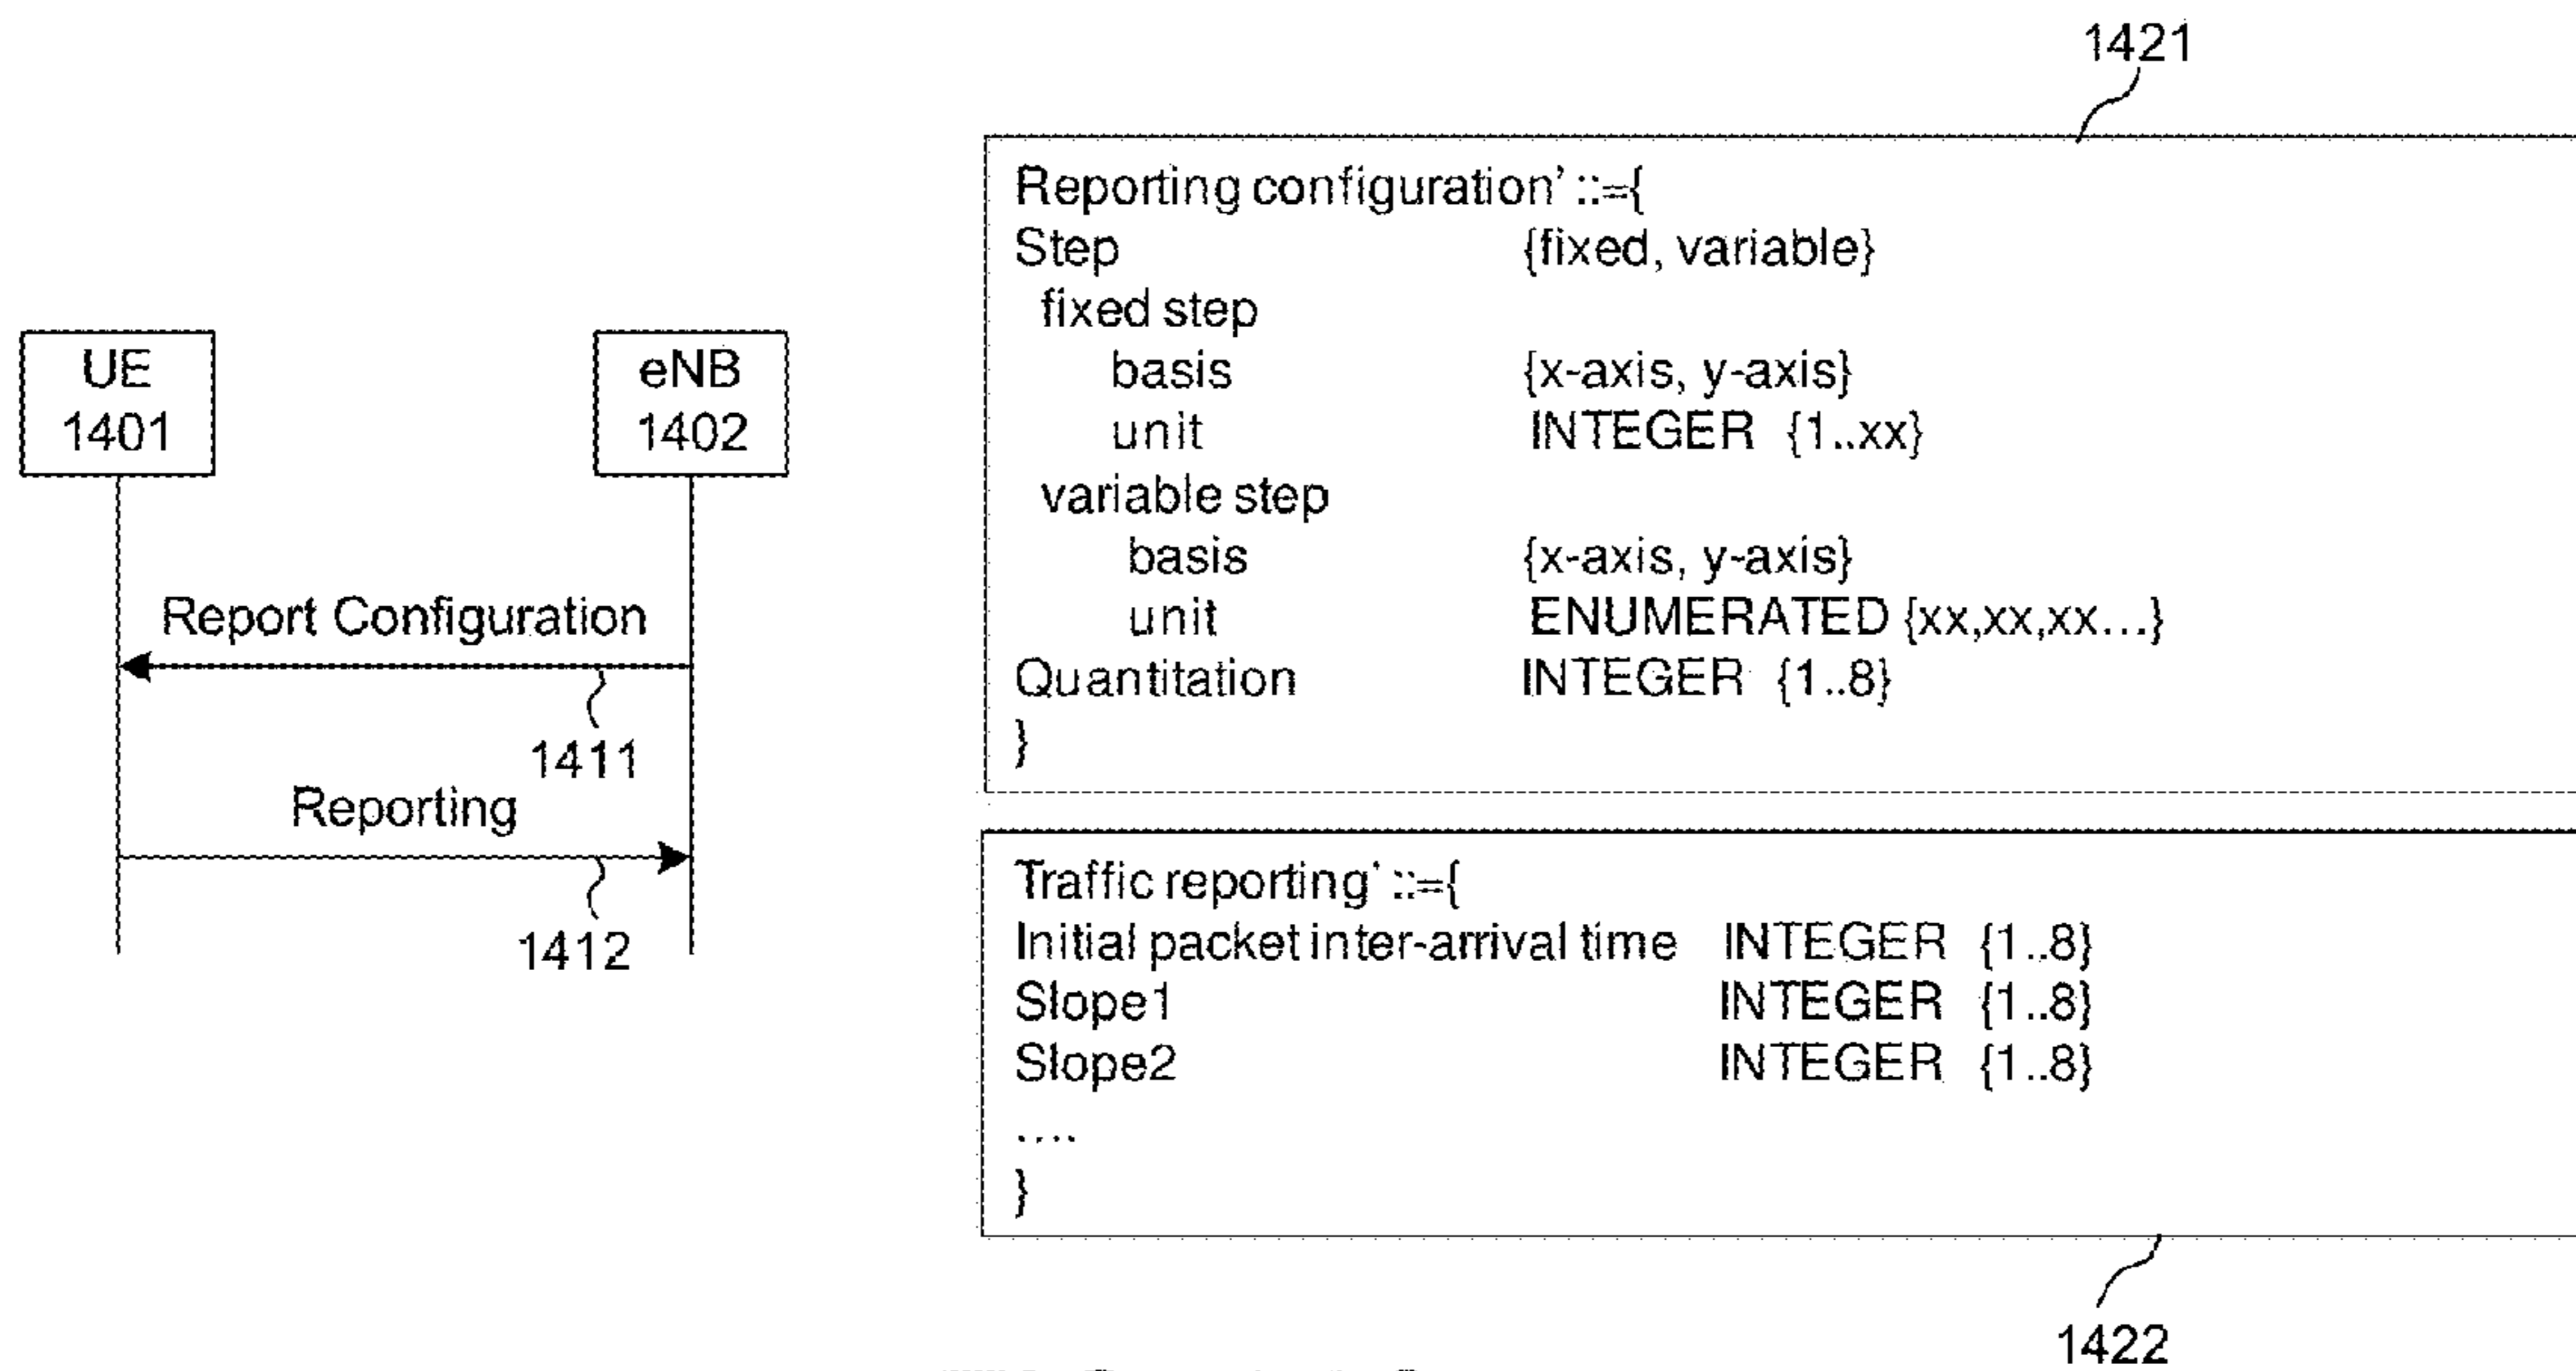 1421
Reporting configuration' ::={
Step {fixed, variable}
fixed step
basis {x-axis, y-axis}
unit INTEGER {1..xx}
variable step
basis {x-axis, y-axis}
unit ENUMERATED {xx,xx,xx...}
Quantitation INTEGER {1..8}
}
UE
1401
eNB
1402
Report Configuration
1411
Reporting
1412
Traffic reporting' ::={
Initial packet inter-arrival time INTEGER {1..8}
Slope1 INTEGER {1..8}
Slope2 INTEGER {1..8}
....
}
1422